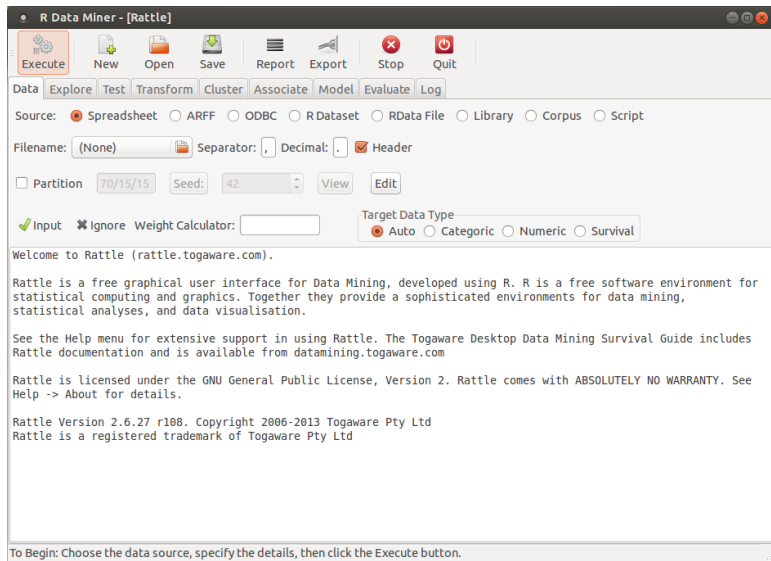 R Data Miner - [Rattle]
Execute New Open Save Report Export Stop Quit
Data Explore Test Transform Cluster Associate Model Evaluate Log
Source: Spreadsheet ARFF ODBC R Dataset RData File Library Corpus Script
Filename: (None) Separator: , Decimal: . Header
Partition 70/15/15 Seed: 42 View Edit
Target Data Type
Input Ignore Weight Calculator: Auto Categoric Numeric Survival
Welcome to Rattle (rattle.togaware.com).
Rattle is a free graphical user interface for Data Mining, developed using R. R is a free software environment for
statistical computing and graphics. Together they provide a sophisticated environments for data mining,
statistical analyses, and data visualisation.
See the Help menu for extensive support in using Rattle. The Togaware Desktop Data Mining Survival Guide includes
Rattle documentation and is available from datamining.togaware.com
Rattle is licensed under the GNU General Public License, Version 2. Rattle comes with ABSOLUTELY NO WARRANTY. See
Help -> About for details.
Rattle Version 2.6.27 r108. Copyright 2006-2013 Togaware Pty Ltd
Rattle is a registered trademark of Togaware Pty Ltd
To Begin: Choose the data source, specify the details, then click the Execute button.